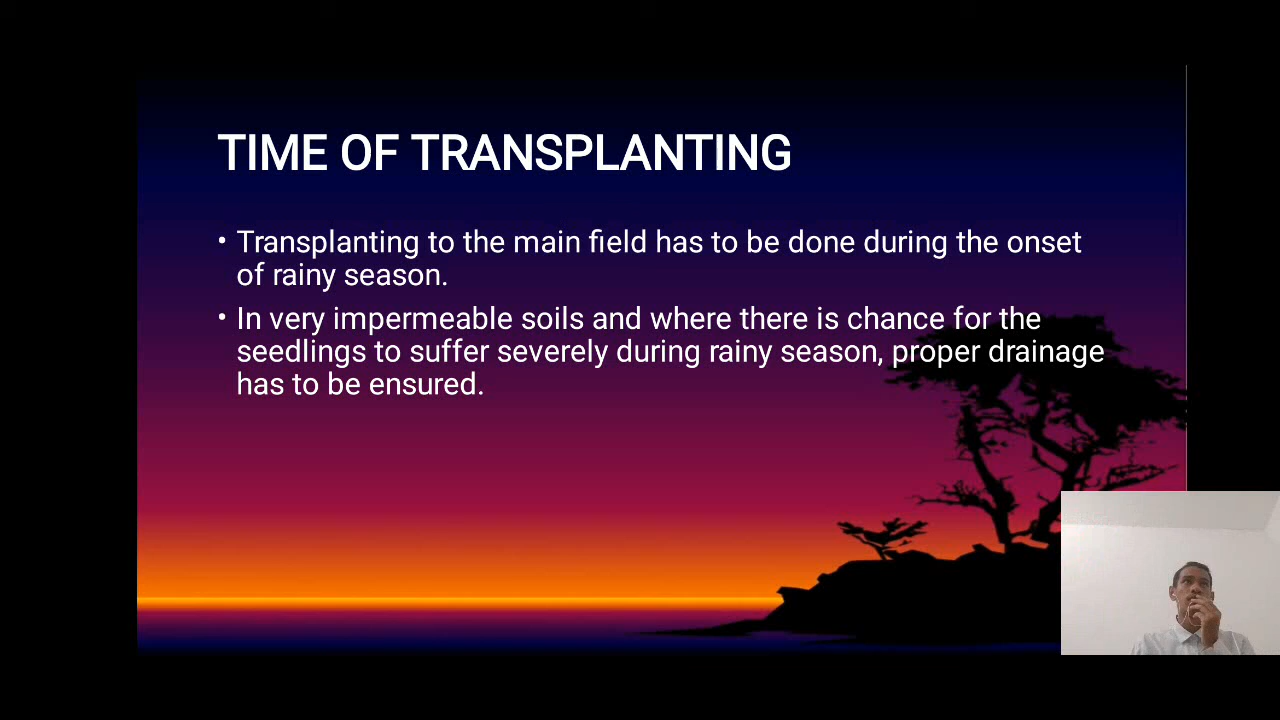 TIME OF TRANSPLANTING
• Transplanting to the main field has to be done during the onset
of rainy season.
• In very impermeable soils and where there is chance for the
seedlings to suffer severely during rainy season, proper drainage
has to be ensured.